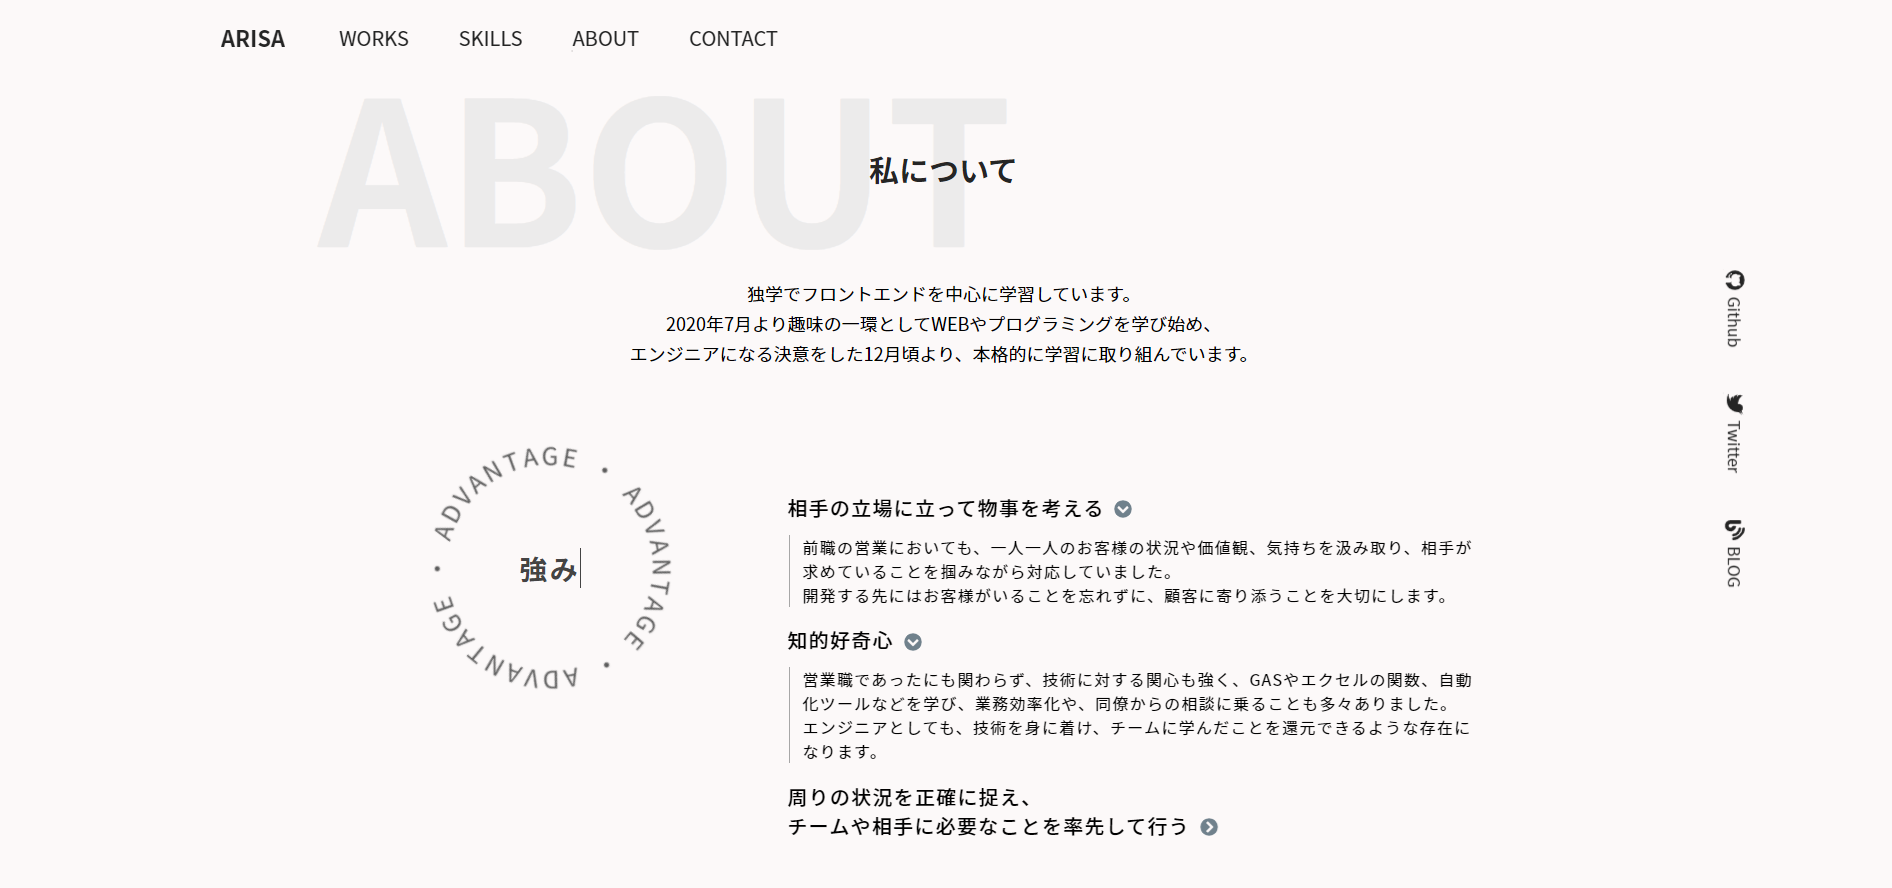 ARISA WORKS SKILLS ABOUT CONTACT
ABOUT
私について
独学でフロントエンドを中心に学習しています。
2020年7月より趣味の一環としてWEBやプログラミングを学び始め、
エンジニアになる決意をした12月頃より、本格的に学習に取り組んでいます。
Github
Twitter
BLOG
ADVANTAGE • ADVANTAGE • ADVANTAGE •
強み
相手の立場に立って物事を考える
前職の営業においても、一人一人のお客様の状況や価値観、気持ちを汲み取り、相手が
求めていることを掴みながら対応していました。
開発する先にはお客様がいることを忘れずに、顧客に寄り添うことを大切にします。
知的好奇心
営業職であったにも関わらず、技術に対する関心も強く、GASやエクセルの関数、自動
化ツールなどを学び、業務効率化や、同僚からの相談に乗ることも多々ありました。
エンジニアとしても、技術を身に着け、チームに学んだことを還元できるような存在に
なります。
周りの状況を正確に捉え、
チームや相手に必要なことを率先して行う